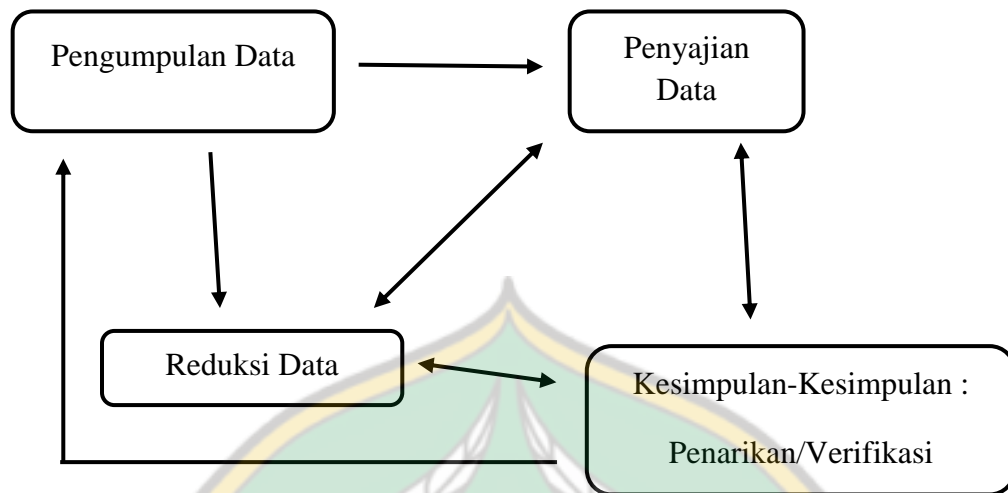 Pengumpulan Data
Penyajian
Data
Reduksi Data
Kesimpulan-Kesimpulan :
Penarikan/Verifikasi